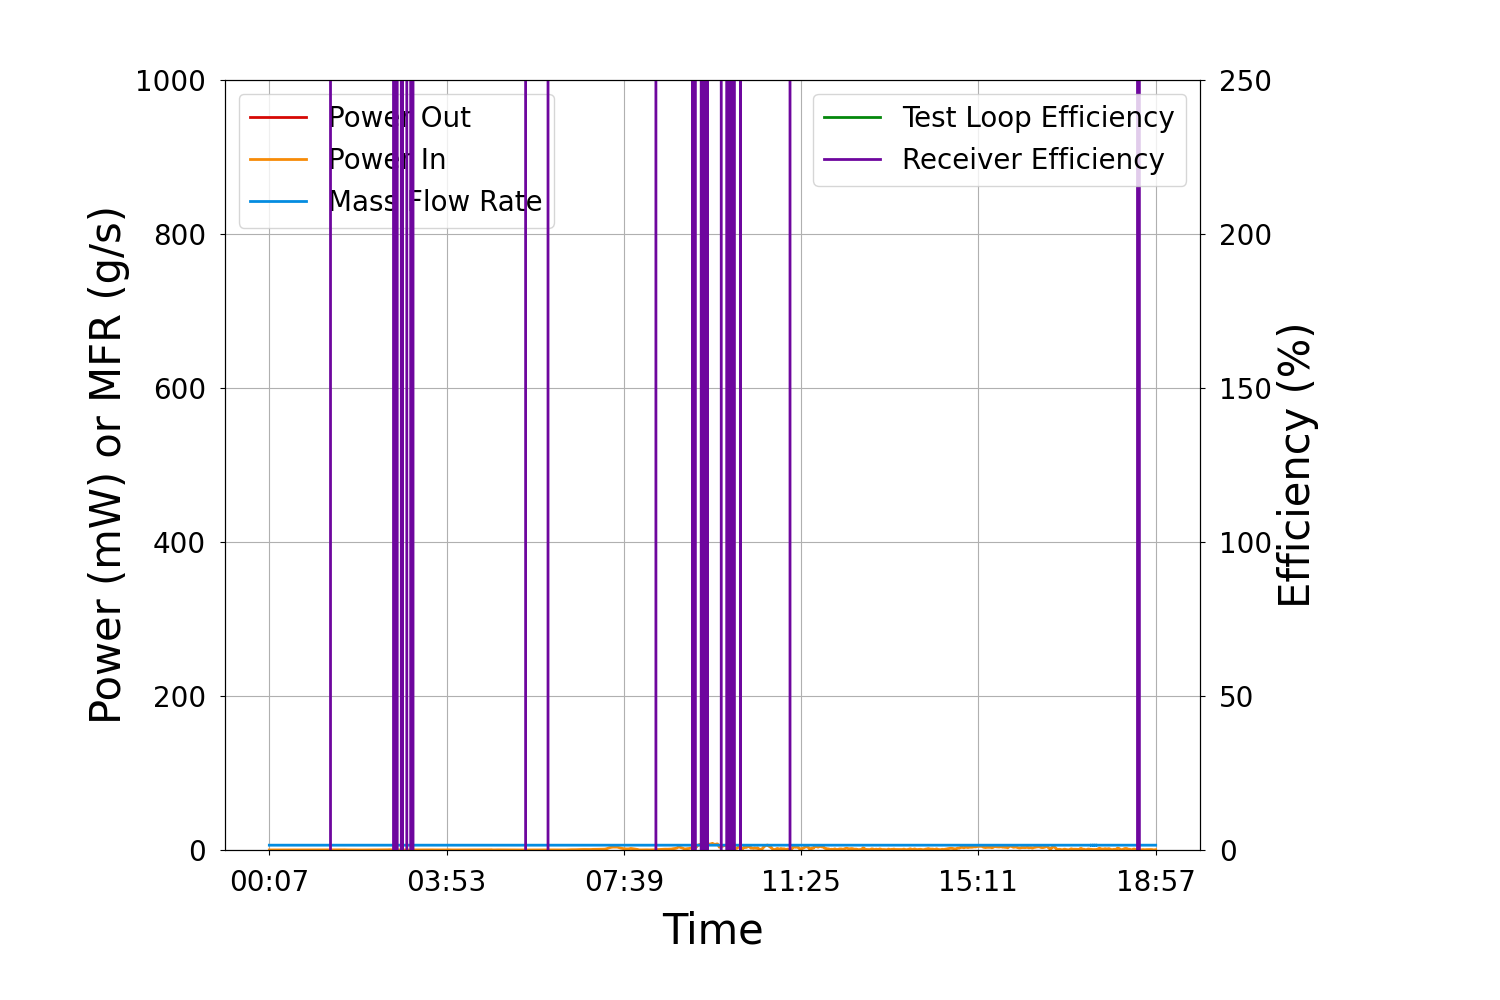 1000
800
600
400
200
0
Power (mW) or MFR (g/s)
Power Out
Power In
Mass Flow Rate
Test Loop Efficiency
Receiver Efficiency
250
200
150
100
50
0
Efficiency (%)
00:07 03:53 07:39 11:25 15:11 18:57
Time